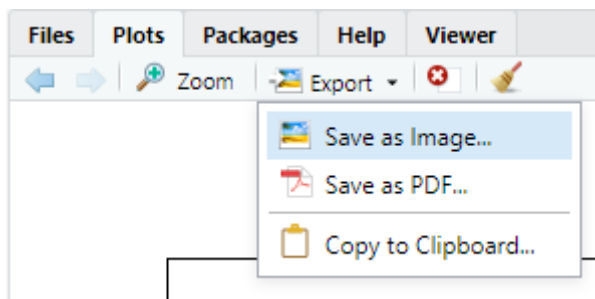 Files Plots Packages Help Viewer
Zoom Export
Save as Image...
Save as PDF...
Copy to Clipboard...